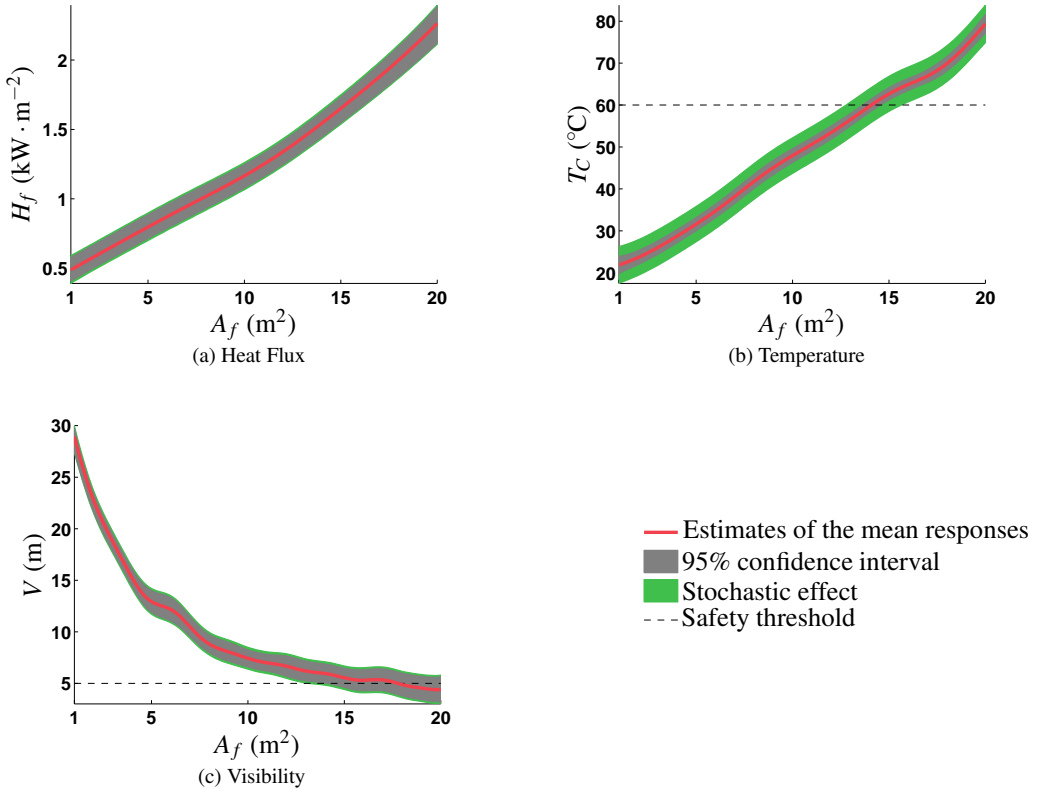 2
1.5
1
0.5
H_f (kW · m⁻²)
1 5 10 15 20
A_f (m²)
(a) Heat Flux
80
70
60
50
40
30
20
T_C (°C)
1 5 10 15 20
A_f (m²)
(b) Temperature
30
25
20
15
10
5
V (m)
1 5 10 15 20
A_f (m²)
(c) Visibility
Estimates of the mean responses
95% confidence interval
Stochastic effect
Safety threshold